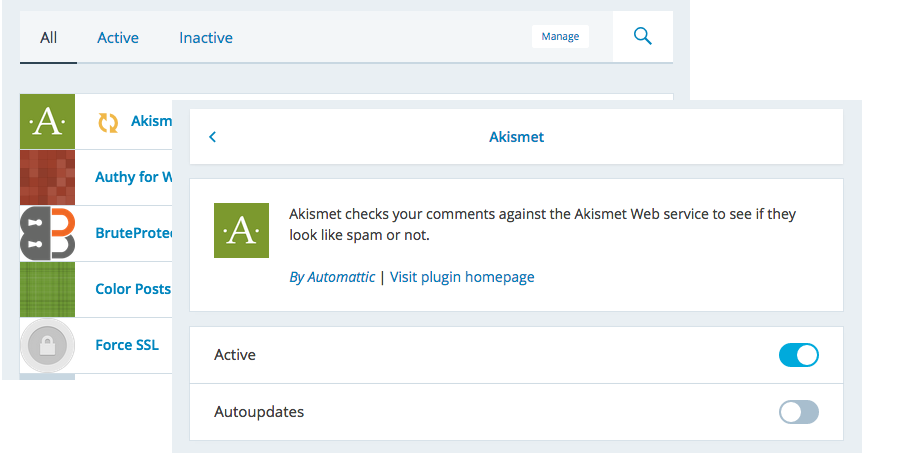 All Active Inactive Manage
·A· Akism
Authy for W
BruteProte
Color Posts
Force SSL
Akismet
·A·
Akismet checks your comments against the Akismet Web service to see if they
look like spam or not.
By Automattic | Visit plugin homepage
Active
Autoupdates